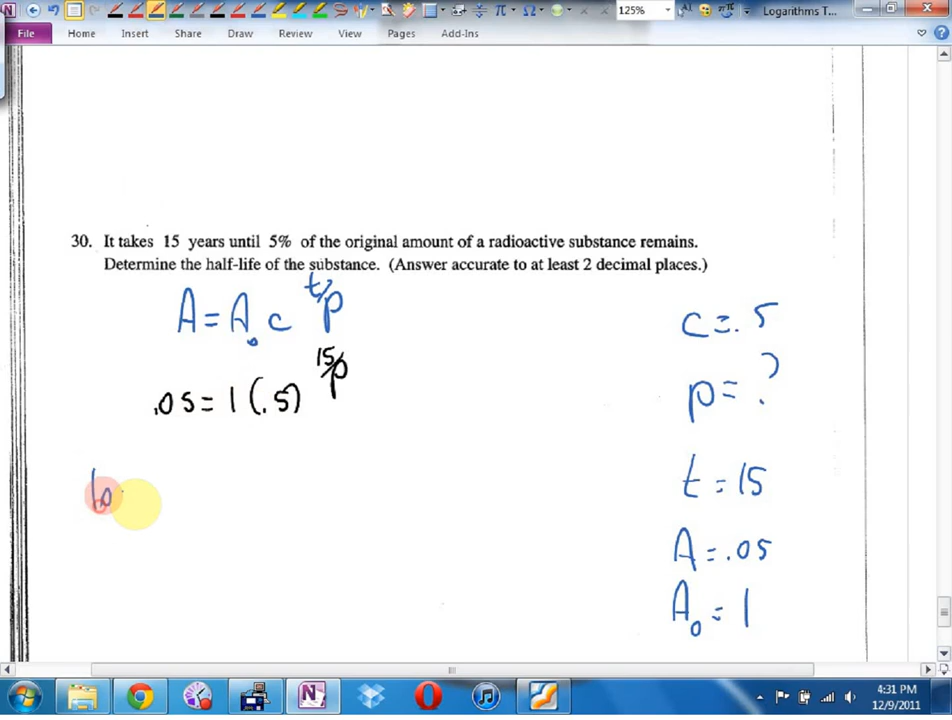 125%
Logarithms T...
File Home Insert Share Draw Review View Pages Add-Ins
30. It takes 15 years until 5% of the original amount of a radioactive substance remains.
Determine the half-life of the substance. (Answer accurate to at least 2 decimal places.)
A = A₀ c^(t/p)
.05 = 1 (.5)^(15/p)
lo
c = .5
p = ?
t = 15
A = .05
A₀ = 1
4:31 PM
12/9/2011